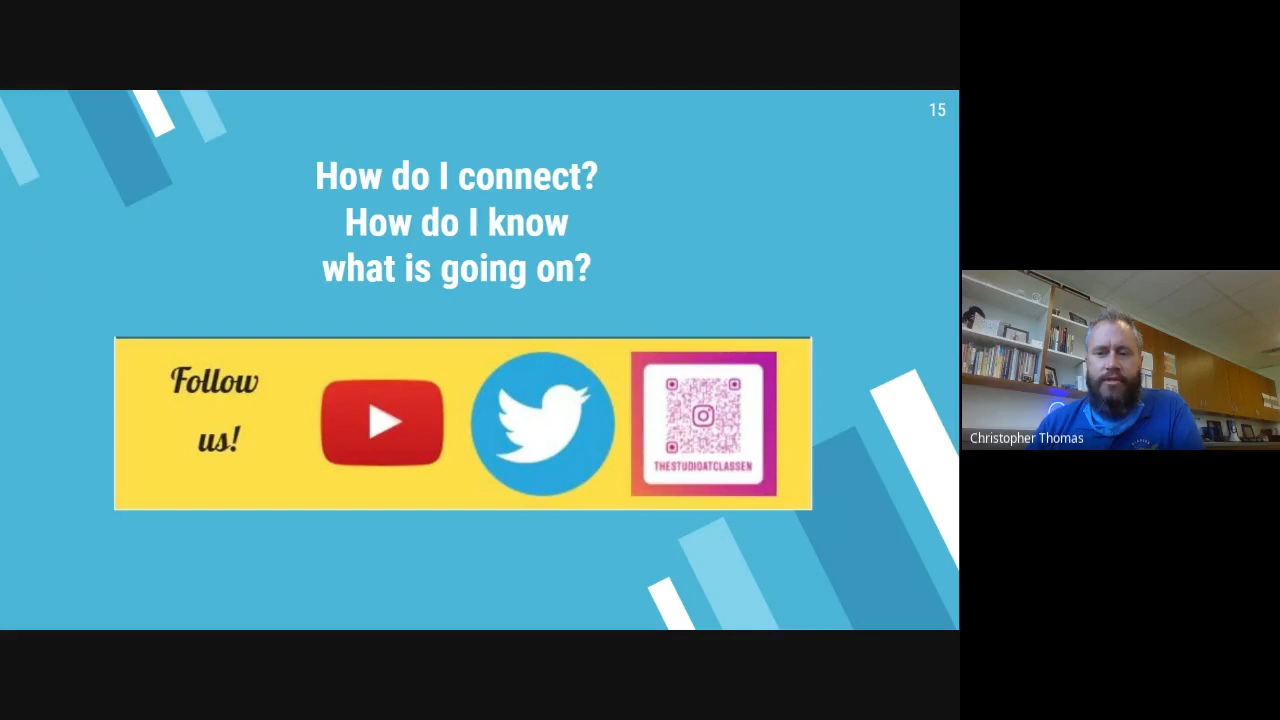 15
How do I connect?
How do I know
what is going on?
Follow
us!
THESTUDIOATCLASSEN
Christopher Thomas